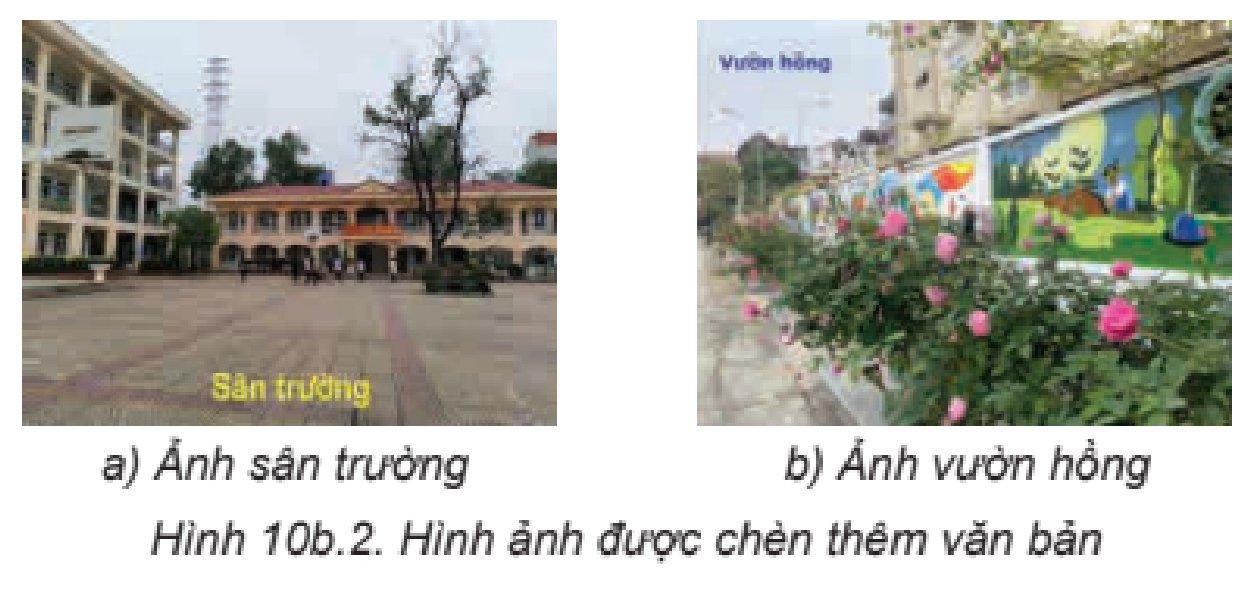 Vườn hồng
Sân trường
a) Ảnh sân trường
b) Ảnh vườn hồng
Hình 10b.2. Hình ảnh được chèn thêm văn bản